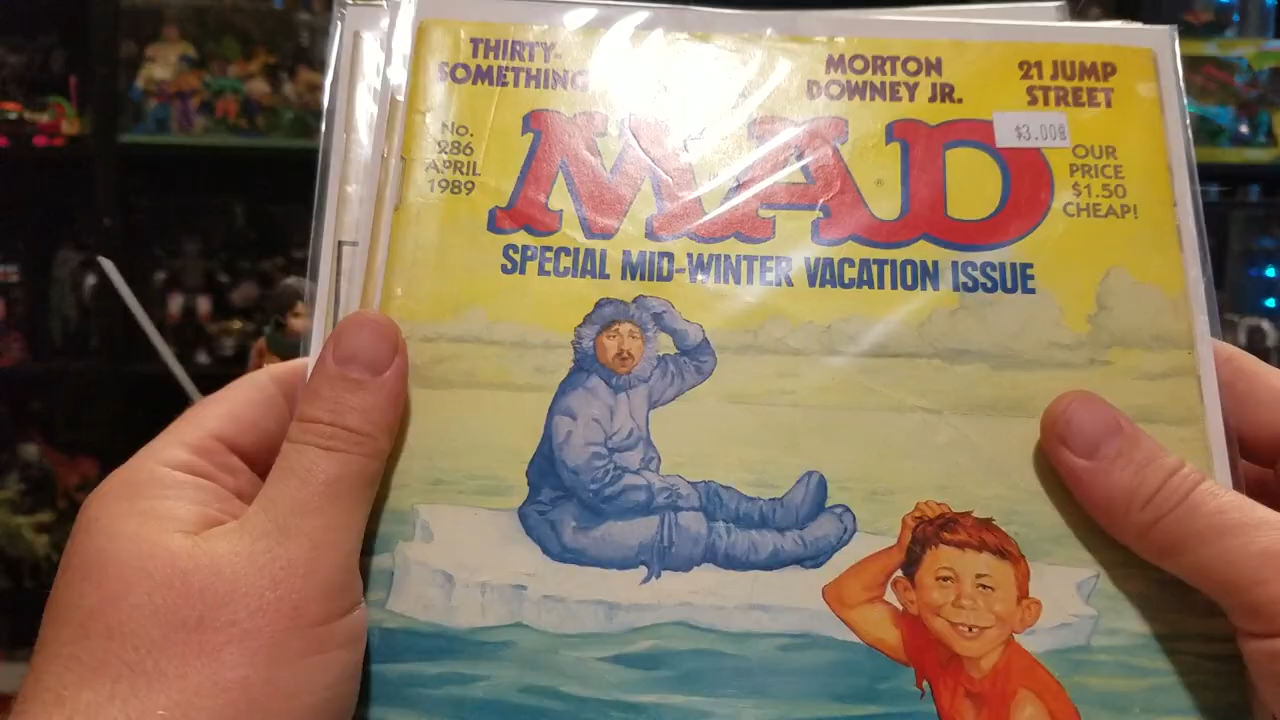 THIRTY-
SOMETHING
MORTON
DOWNEY JR.
21 JUMP
STREET
No.
286
APRIL
1989
MAD
®
$3.00
OUR
PRICE
$1.50
CHEAP!
SPECIAL MID-WINTER VACATION ISSUE